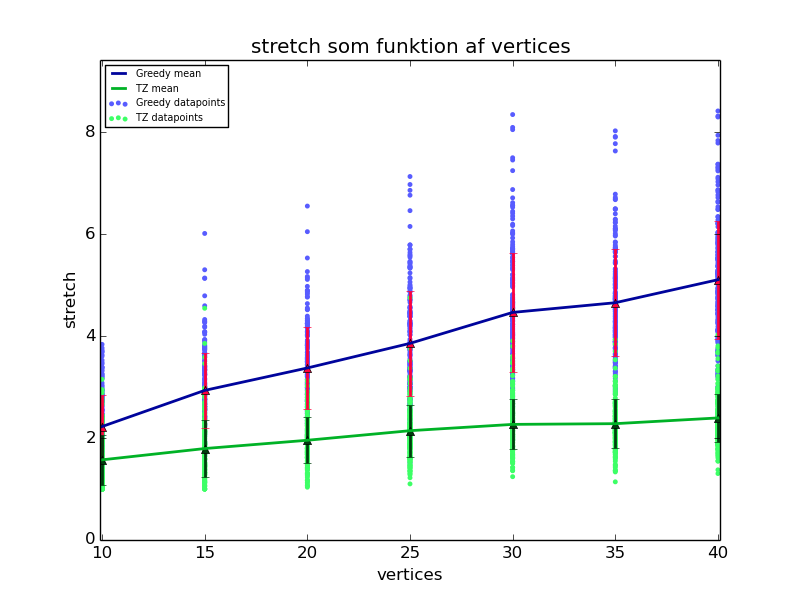 stretch som funktion af vertices
Greedy mean
TZ mean
Greedy datapoints
TZ datapoints
8
6
4
2
0
stretch
10 15 20 25 30 35 40
vertices